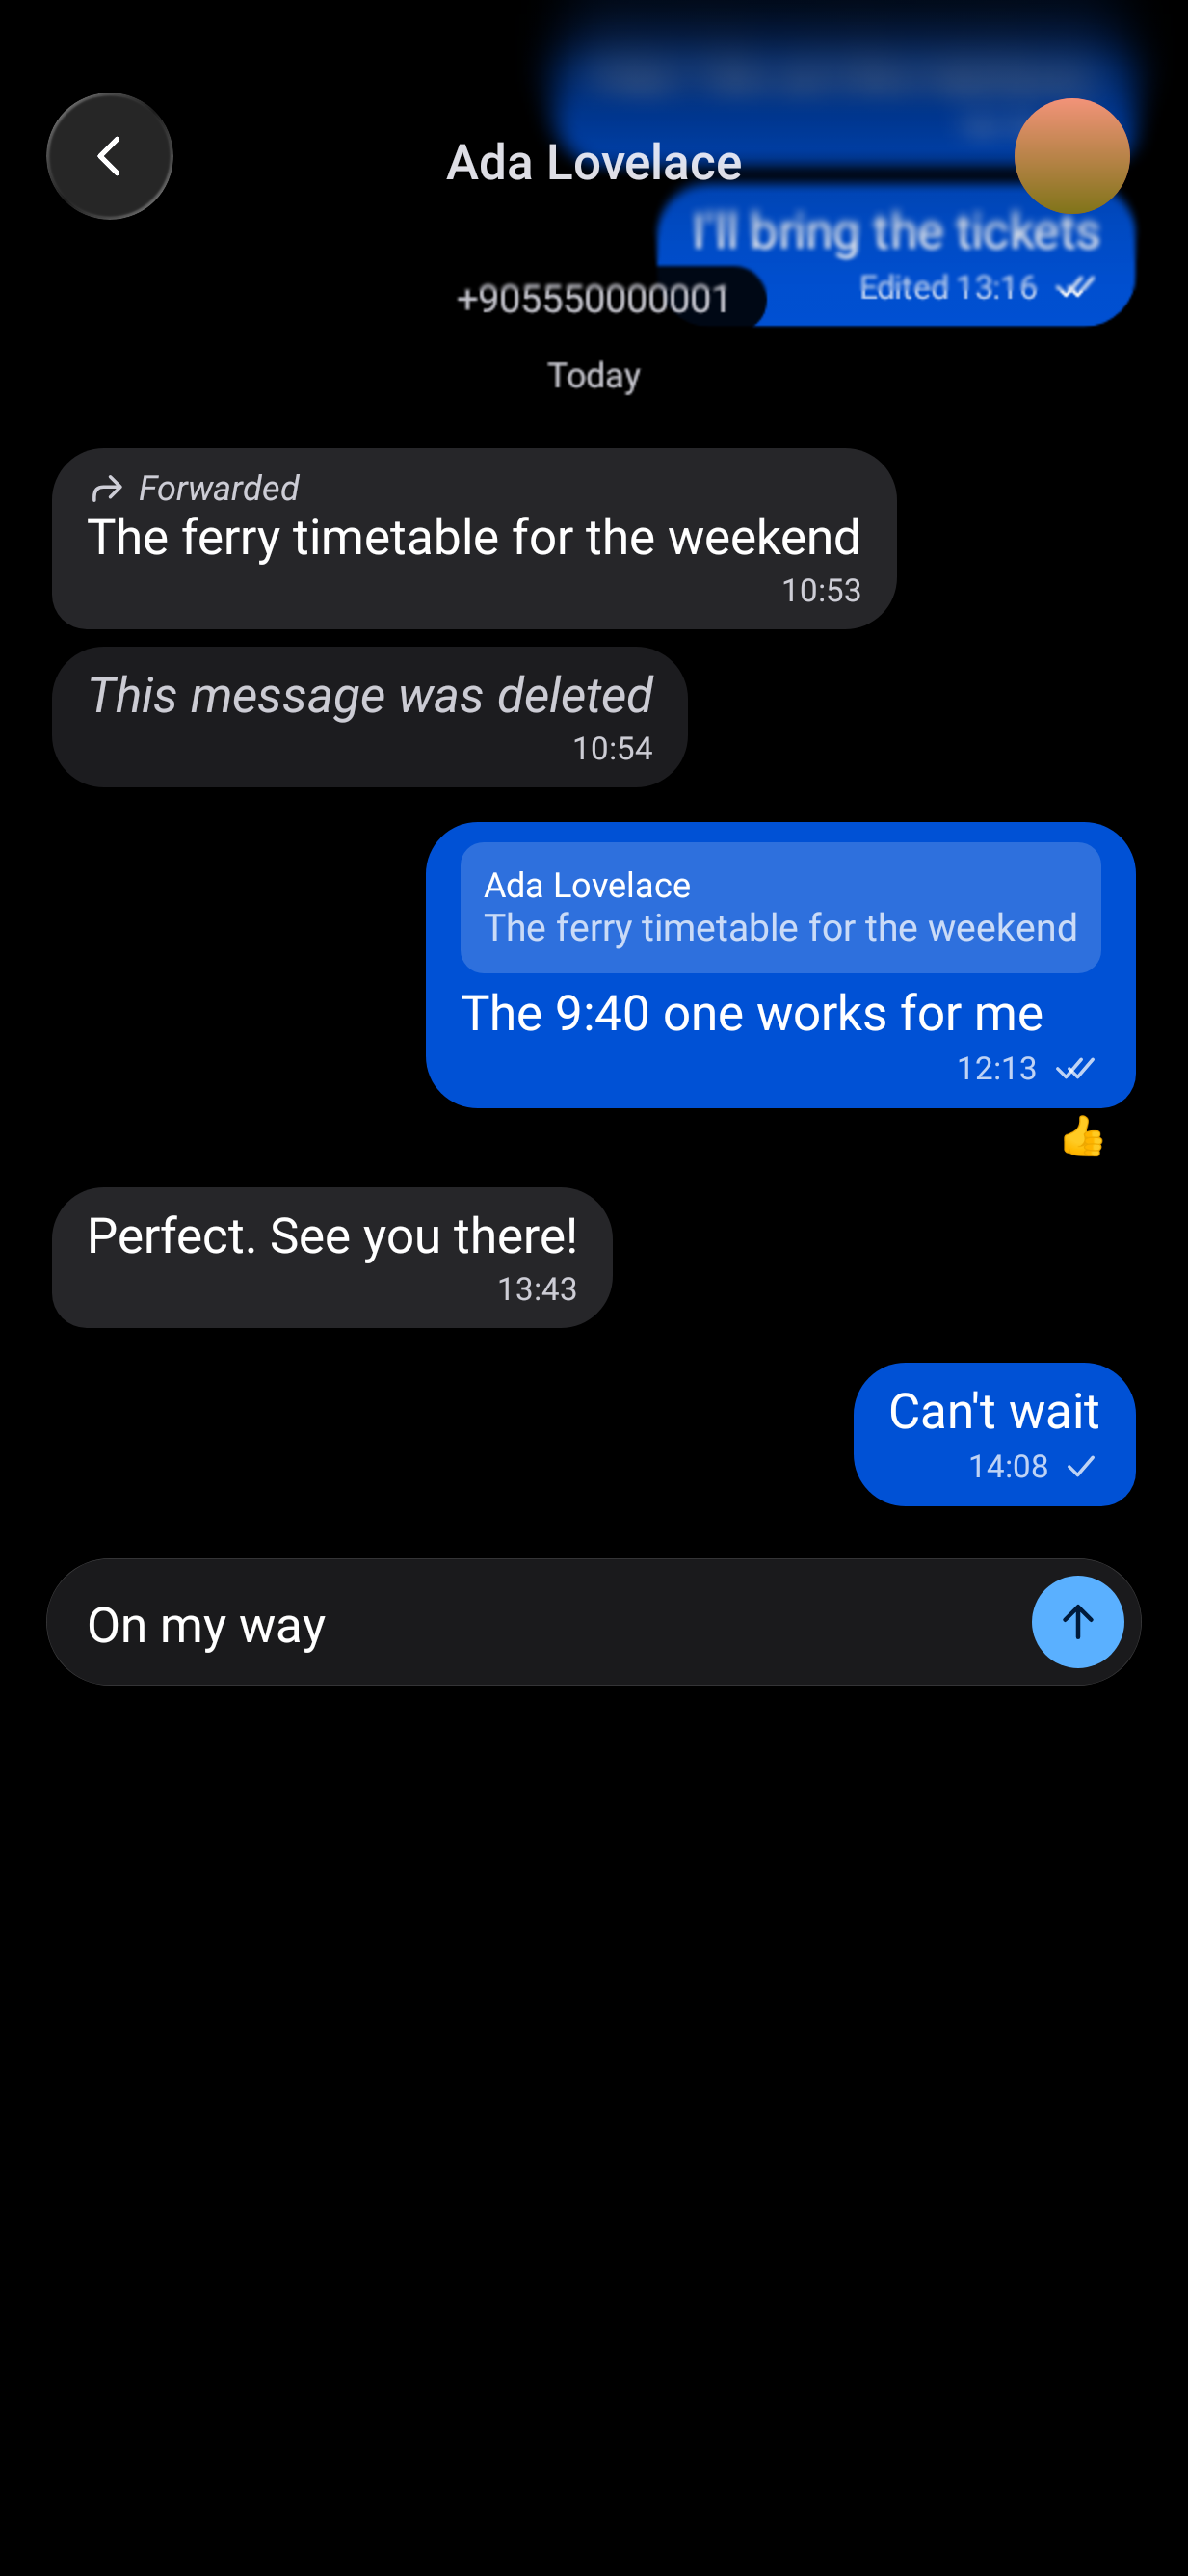 Ada Lovelace
I'll bring the tickets
Edited 13:16
+905550000001
Today
Forwarded
The ferry timetable for the weekend
10:53
This message was deleted
10:54
Ada Lovelace
The ferry timetable for the weekend
The 9:40 one works for me
12:13
👍
Perfect. See you there!
13:43
Can't wait
14:08
On my way